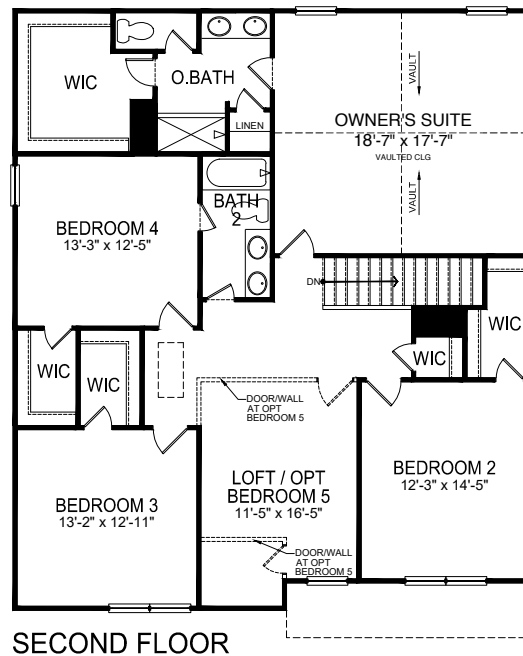 WIC
O.BATH
LINEN
VAULT
OWNER'S SUITE
18'-7" x 17'-7"
VAULTED CLG
VAULT
BEDROOM 4
13'-3" x 12'-5"
BATH
2
DN
WIC
WIC
WIC
WIC
DOOR/WALL
AT OPT
BEDROOM 5
LOFT / OPT
BEDROOM 5
11'-5" x 16'-5"
BEDROOM 2
12'-3" x 14'-5"
BEDROOM 3
13'-2" x 12'-11"
DOOR/WALL
AT OPT
BEDROOM 5
SECOND FLOOR